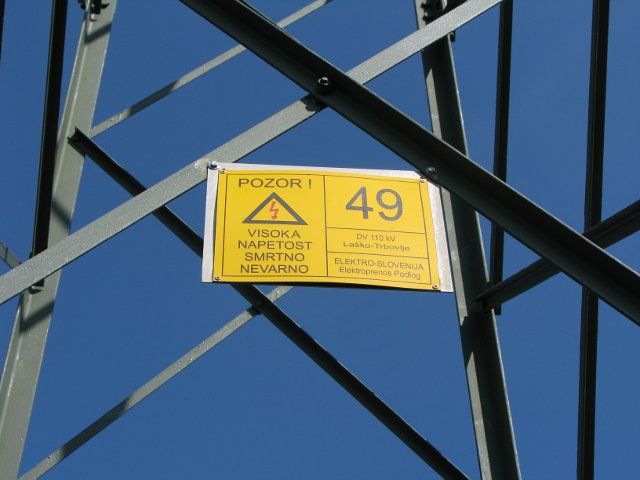 POZOR !
VISOKA
NAPETOST
SMRTNO
NEVARNO
49
DV 110 kV
Laško-Trbovlje
ELEKTRO-SLOVENIJA
Elektroprenos Podlog